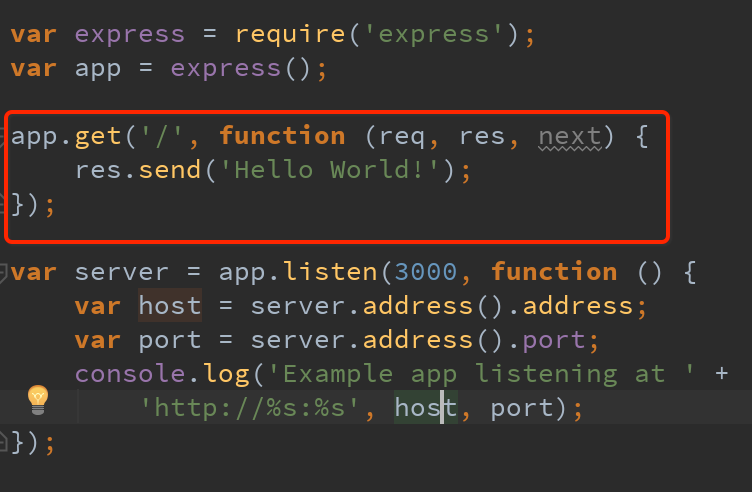 var express = require('express');
var app = express();
app.get('/', function (req, res, next) {
res.send('Hello World!');
});
var server = app.listen(3000, function () {
var host = server.address().address;
var port = server.address().port;
console.log('Example app listening at ' +
'http://%s:%s', host, port);
});